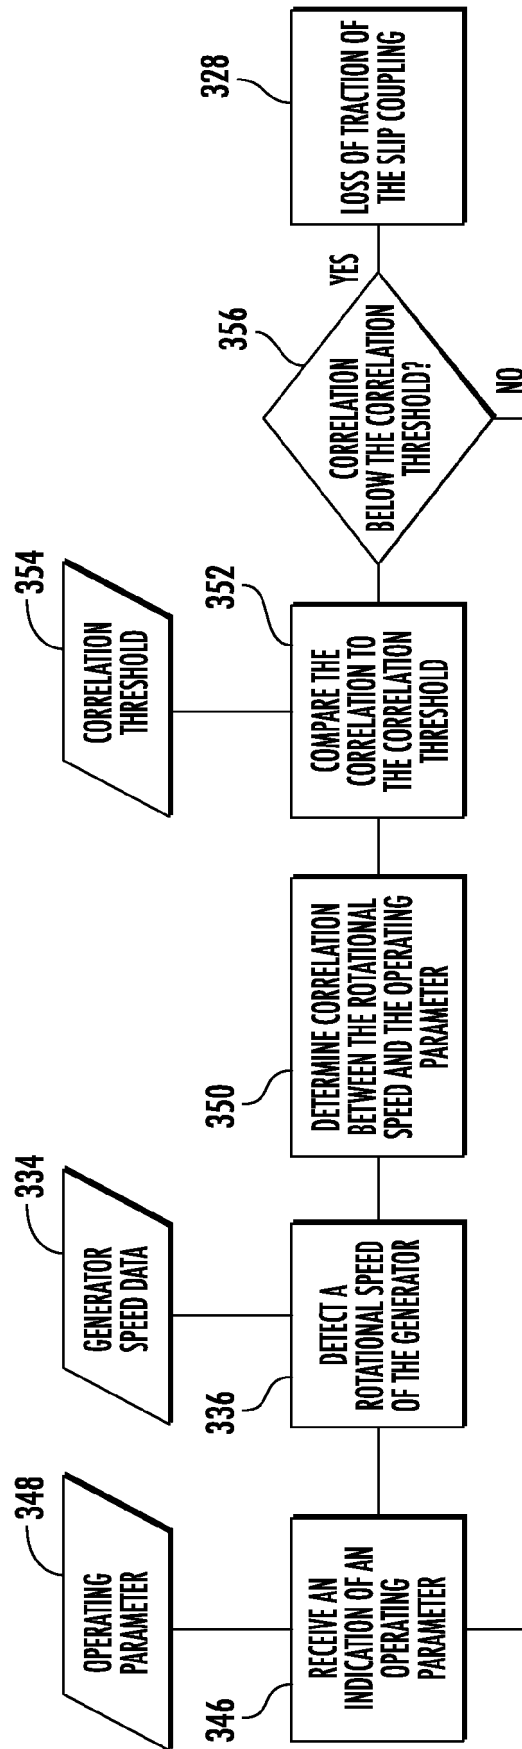 348
OPERATING
PARAMETER
334
GENERATOR
SPEED DATA
354
CORRELATION
THRESHOLD
346
RECEIVE AN
INDICATION OF AN
OPERATING
PARAMETER
336
DETECT A
ROTATIONAL SPEED
OF THE GENERATOR
350
DETERMINE CORRELATION
BETWEEN THE ROTATIONAL
SPEED AND THE OPERATING
PARAMETER
352
COMPARE THE
CORRELATION TO
THE CORRELATION
THRESHOLD
356
CORRELATION
BELOW THE CORRELATION
THRESHOLD?
YES
NO
328
LOSS OF TRACTION OF
THE SLIP COUPLING